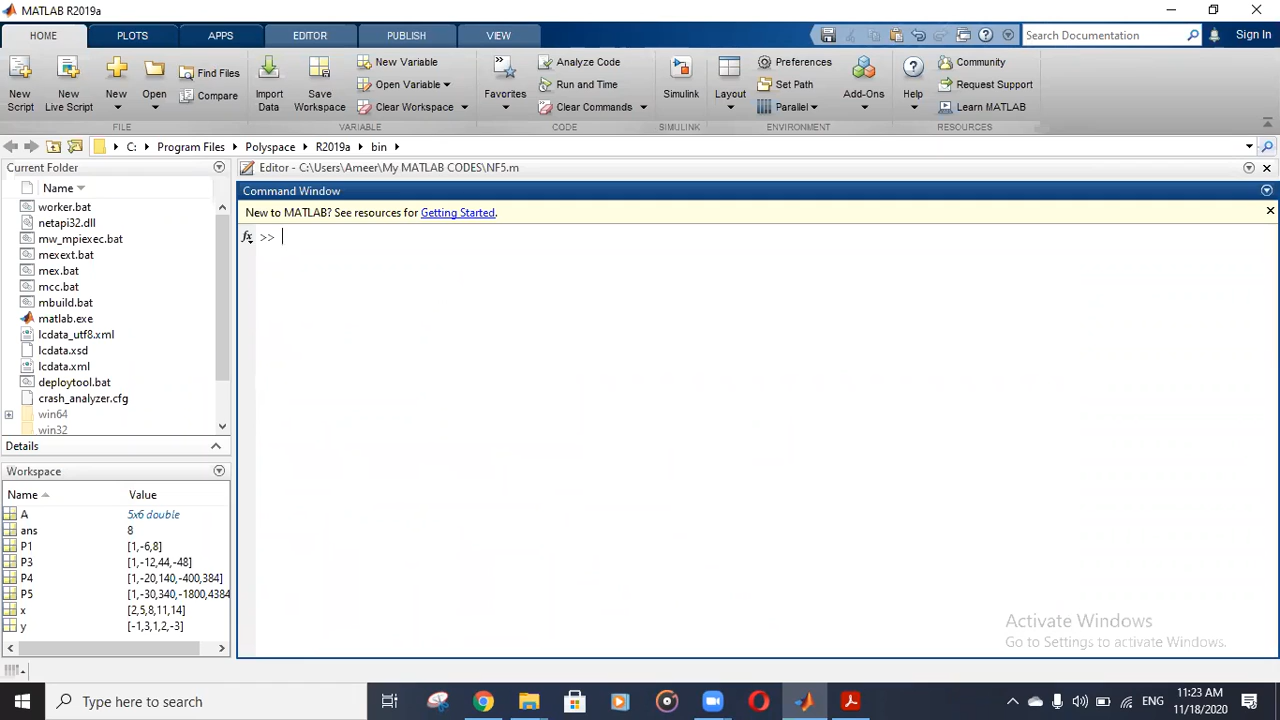 MATLAB R2019a
HOME PLOTS APPS EDITOR PUBLISH VIEW
Search Documentation
Sign In
New Script
New Live Script
New
Open
Find Files
Compare
Import Data
Save Workspace
New Variable
Open Variable
Clear Workspace
Favorites
Analyze Code
Run and Time
Clear Commands
Simulink
Layout
Preferences
Set Path
Parallel
Add-Ons
Help
Community
Request Support
Learn MATLAB
FILE VARIABLE CODE SIMULINK ENVIRONMENT RESOURCES
C: Program Files Polyspace R2019a bin
Current Folder
Name
worker.bat
netapi32.dll
mw_mpiexec.bat
mexext.bat
mex.bat
mcc.bat
mbuild.bat
matlab.exe
lcdata_utf8.xml
lcdata.xsd
lcdata.xml
deploytool.bat
crash_analyzer.cfg
win64
win32
Details
Workspace
Name Value
A 5x6 double
ans 8
P1 [1,-6,8]
P3 [1,-12,44,-48]
P4 [1,-20,140,-400,384]
P5 [1,-30,340,-1800,4384
x [2,5,8,11,14]
y [-1,3,1,2,-3]
Editor - C:\Users\Ameer\My MATLAB CODES\NF5.m
Command Window
New to MATLAB? See resources for Getting Started.
fx >>
Activate Windows
Go to Settings to activate Windows.
Type here to search
ENG
11:23 AM
11/18/2020